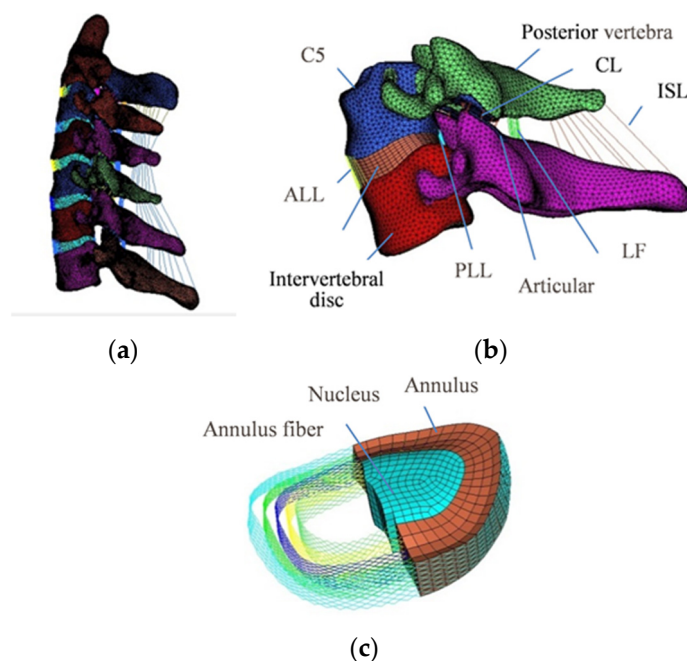 C5
Posterior vertebra
CL
ISL
ALL
LF
Intervertebral
disc
PLL
Articular
(a)
(b)
Nucleus
Annulus
Annulus fiber
(c)